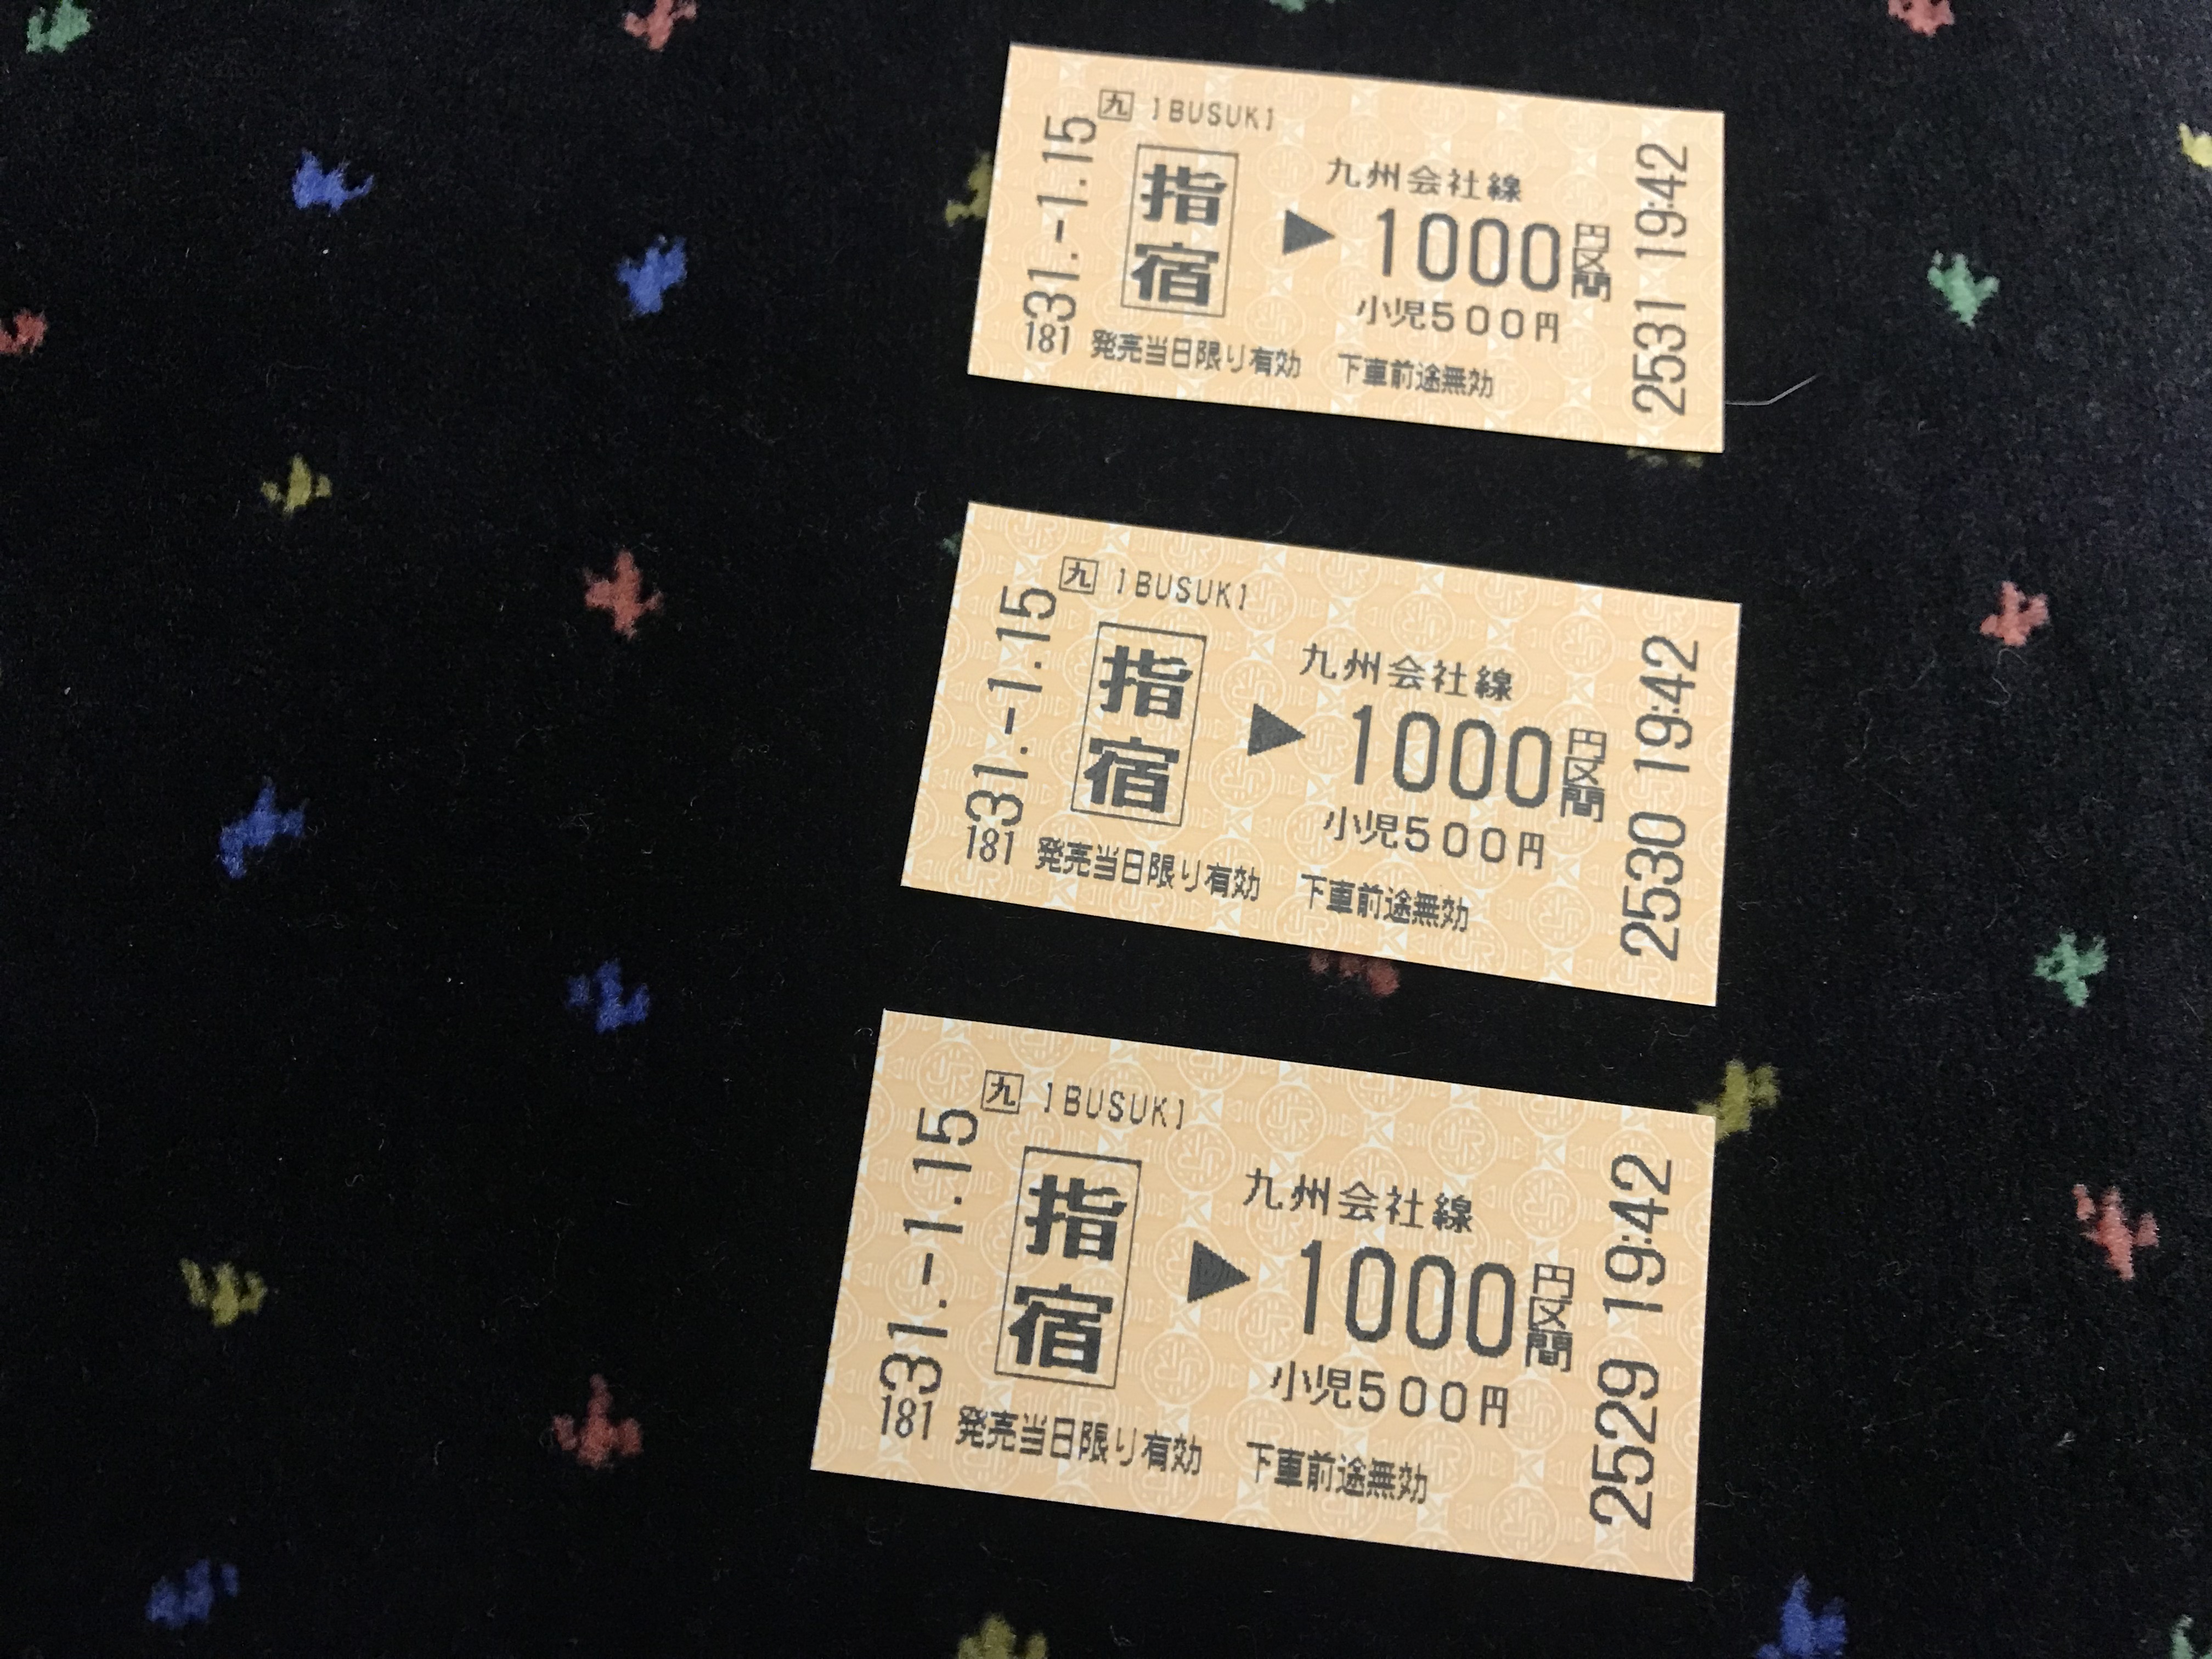 九 IBUSUKI
31.-1.15
指宿
九州会社線
▶1000円区間
小児500円
181 発売当日限り有効 下車前途無効
2531 19:42
九 IBUSUKI
31.-1.15
指宿
九州会社線
▶1000円区間
小児500円
181 発売当日限り有効 下車前途無効
2530 19:42
九 IBUSUKI
31.-1.15
指宿
九州会社線
▶1000円区間
小児500円
181 発売当日限り有効 下車前途無効
2529 19:42